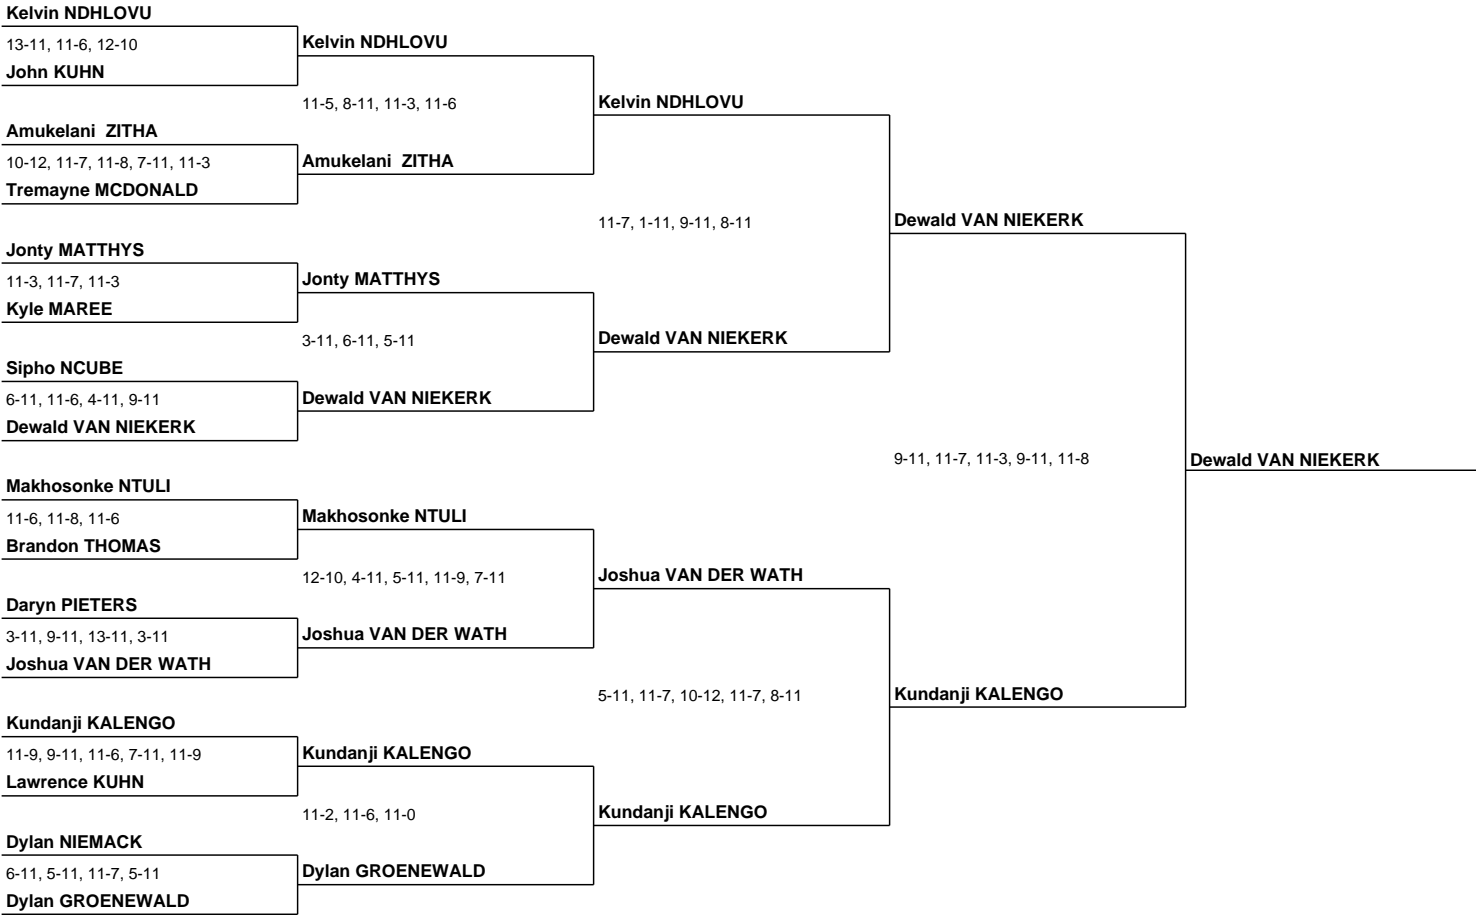 Kelvin NDHLOVU
13-11, 11-6, 12-10
John KUHN
Amukelani  ZITHA
10-12, 11-7, 11-8, 7-11, 11-3
Tremayne MCDONALD
Jonty MATTHYS
11-3, 11-7, 11-3
Kyle MAREE
Sipho NCUBE
6-11, 11-6, 4-11, 9-11
Dewald VAN NIEKERK
Makhosonke NTULI
11-6, 11-8, 11-6
Brandon THOMAS
Daryn PIETERS
3-11, 9-11, 13-11, 3-11
Joshua VAN DER WATH
Kundanji KALENGO
11-9, 9-11, 11-6, 7-11, 11-9
Lawrence KUHN
Dylan NIEMACK
6-11, 5-11, 11-7, 5-11
Dylan GROENEWALD
Kelvin NDHLOVU
11-5, 8-11, 11-3, 11-6
Amukelani  ZITHA
Jonty MATTHYS
3-11, 6-11, 5-11
Dewald VAN NIEKERK
Makhosonke NTULI
12-10, 4-11, 5-11, 11-9, 7-11
Joshua VAN DER WATH
Kundanji KALENGO
11-2, 11-6, 11-0
Dylan GROENEWALD
Kelvin NDHLOVU
11-7, 1-11, 9-11, 8-11
Dewald VAN NIEKERK
Joshua VAN DER WATH
5-11, 11-7, 10-12, 11-7, 8-11
Kundanji KALENGO
Dewald VAN NIEKERK
9-11, 11-7, 11-3, 9-11, 11-8
Kundanji KALENGO
Dewald VAN NIEKERK